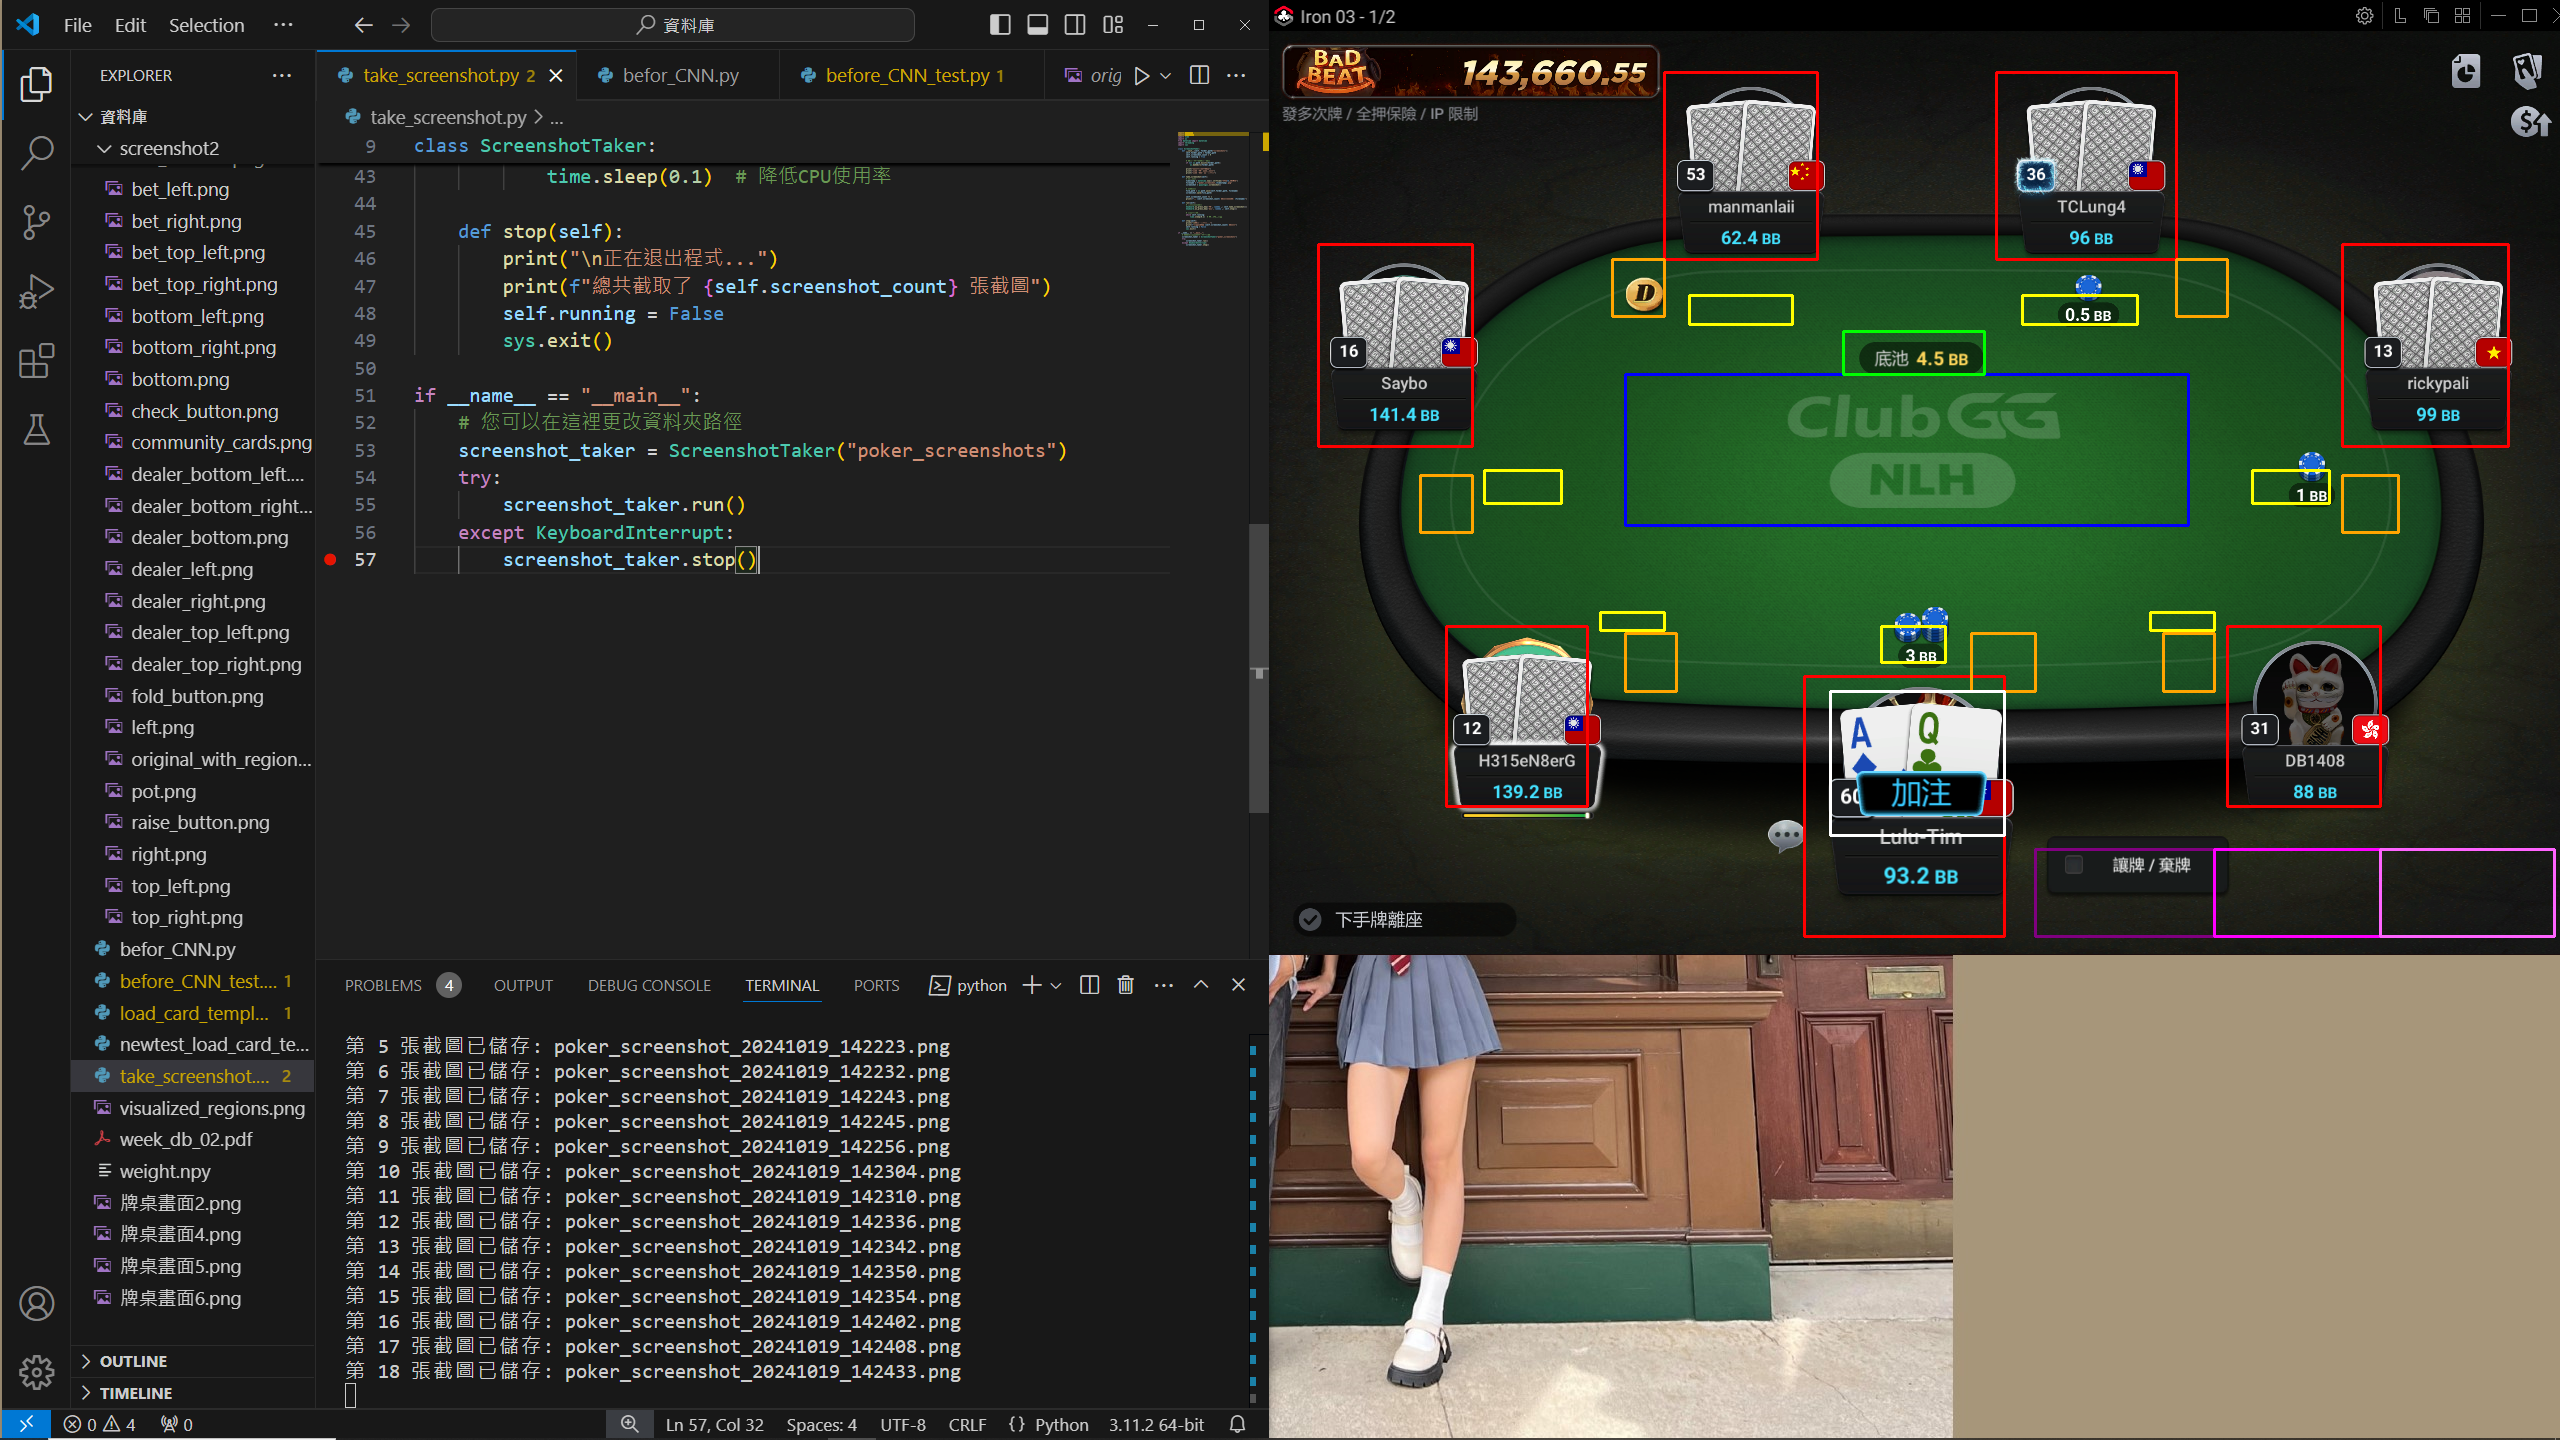 File Edit Selection ···
資料庫
EXPLORER
資料庫
screenshot2
bet_left.png
bet_right.png
bet_top_left.png
bet_top_right.png
bottom_left.png
bottom_right.png
bottom.png
check_button.png
community_cards.png
dealer_bottom_left....
dealer_bottom_right...
dealer_bottom.png
dealer_left.png
dealer_right.png
dealer_top_left.png
dealer_top_right.png
fold_button.png
left.png
original_with_region...
pot.png
raise_button.png
right.png
top_left.png
top_right.png
befor_CNN.py
before_CNN_test.... 1
load_card_templ... 1
newtest_load_card_te...
take_screenshot.... 2
visualized_regions.png
week_db_02.pdf
weight.npy
牌桌畫面2.png
牌桌畫面4.png
牌桌畫面5.png
牌桌畫面6.png
OUTLINE
TIMELINE
take_screenshot.py 2
befor_CNN.py
before_CNN_test.py 1
orig
take_screenshot.py > ...
9 class ScreenshotTaker:
43 time.sleep(0.1)  # 降低CPU使用率
44
45 def stop(self):
46 print("\n正在退出程式...")
47 print(f"總共截取了 {self.screenshot_count} 張截圖")
48 self.running = False
49 sys.exit()
50
51 if __name__ == "__main__":
52 # 您可以在這裡更改資料夾路徑
53 screenshot_taker = ScreenshotTaker("poker_screenshots")
54 try:
55 screenshot_taker.run()
56 except KeyboardInterrupt:
57 screenshot_taker.stop()
PROBLEMS 4 OUTPUT DEBUG CONSOLE TERMINAL PORTS python
第 5 張截圖已儲存: poker_screenshot_20241019_142223.png
第 6 張截圖已儲存: poker_screenshot_20241019_142232.png
第 7 張截圖已儲存: poker_screenshot_20241019_142243.png
第 8 張截圖已儲存: poker_screenshot_20241019_142245.png
第 9 張截圖已儲存: poker_screenshot_20241019_142256.png
第 10 張截圖已儲存: poker_screenshot_20241019_142304.png
第 11 張截圖已儲存: poker_screenshot_20241019_142310.png
第 12 張截圖已儲存: poker_screenshot_20241019_142336.png
第 13 張截圖已儲存: poker_screenshot_20241019_142342.png
第 14 張截圖已儲存: poker_screenshot_20241019_142350.png
第 15 張截圖已儲存: poker_screenshot_20241019_142354.png
第 16 張截圖已儲存: poker_screenshot_20241019_142402.png
第 17 張截圖已儲存: poker_screenshot_20241019_142408.png
第 18 張截圖已儲存: poker_screenshot_20241019_142433.png
0 4 0
Ln 57, Col 32 Spaces: 4 UTF-8 CRLF {} Python 3.11.2 64-bit
Iron 03 - 1/2
L
BAD BEAT 143,660.55
發多次牌 / 全押保險 / IP 限制
53
manmanlaii
62.4 BB
36
TCLung4
96 BB
16
Saybo
141.4 BB
13
rickypali
99 BB
D
0.5 BB
底池 4.5 BB
ClubGG
NLH
1 BB
3 BB
12
H315eN8erG
139.2 BB
A Q
60
加注
Lulu-Tim
93.2 BB
31
DB1408
88 BB
讓牌 / 棄牌
下手牌離座